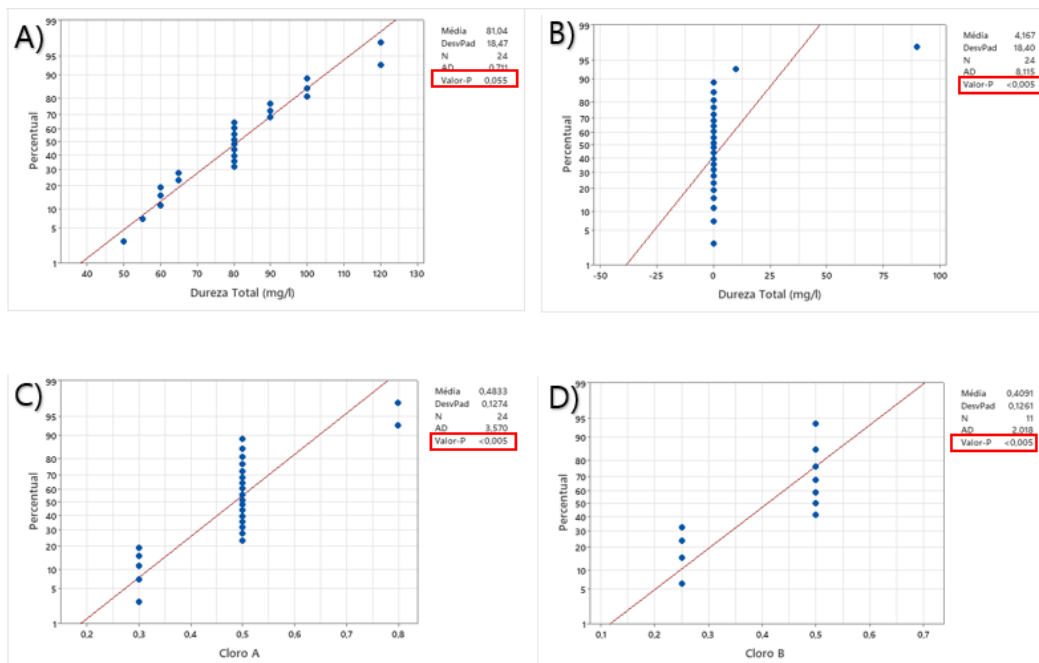 A)
99
95
90
80
70
60
50
40
30
20
10
5
1
Percentual
40 50 60 70 80 90 100 110 120 130
Dureza Total (mg/l)
Média 81,04
DesvPad 18,47
N 24
AD 0,711
Valor-P 0,055
B)
99
95
90
80
70
60
50
40
30
20
10
5
1
Percentual
-50 -25 0 25 50 75 100
Dureza Total (mg/l)
Média 4,167
DesvPad 18,40
N 24
AD 8,115
Valor-P <0,005
C)
99
95
90
80
70
60
50
40
30
20
10
5
1
Percentual
0,2 0,3 0,4 0,5 0,6 0,7 0,8
Cloro A
Média 0,4833
DesvPad 0,1274
N 24
AD 3,570
Valor-P <0,005
D)
99
95
90
80
70
60
50
40
30
20
10
5
1
Percentual
0,1 0,2 0,3 0,4 0,5 0,6 0,7
Cloro B
Média 0,4091
DesvPad 0,1261
N 11
AD 2,018
Valor-P <0,005